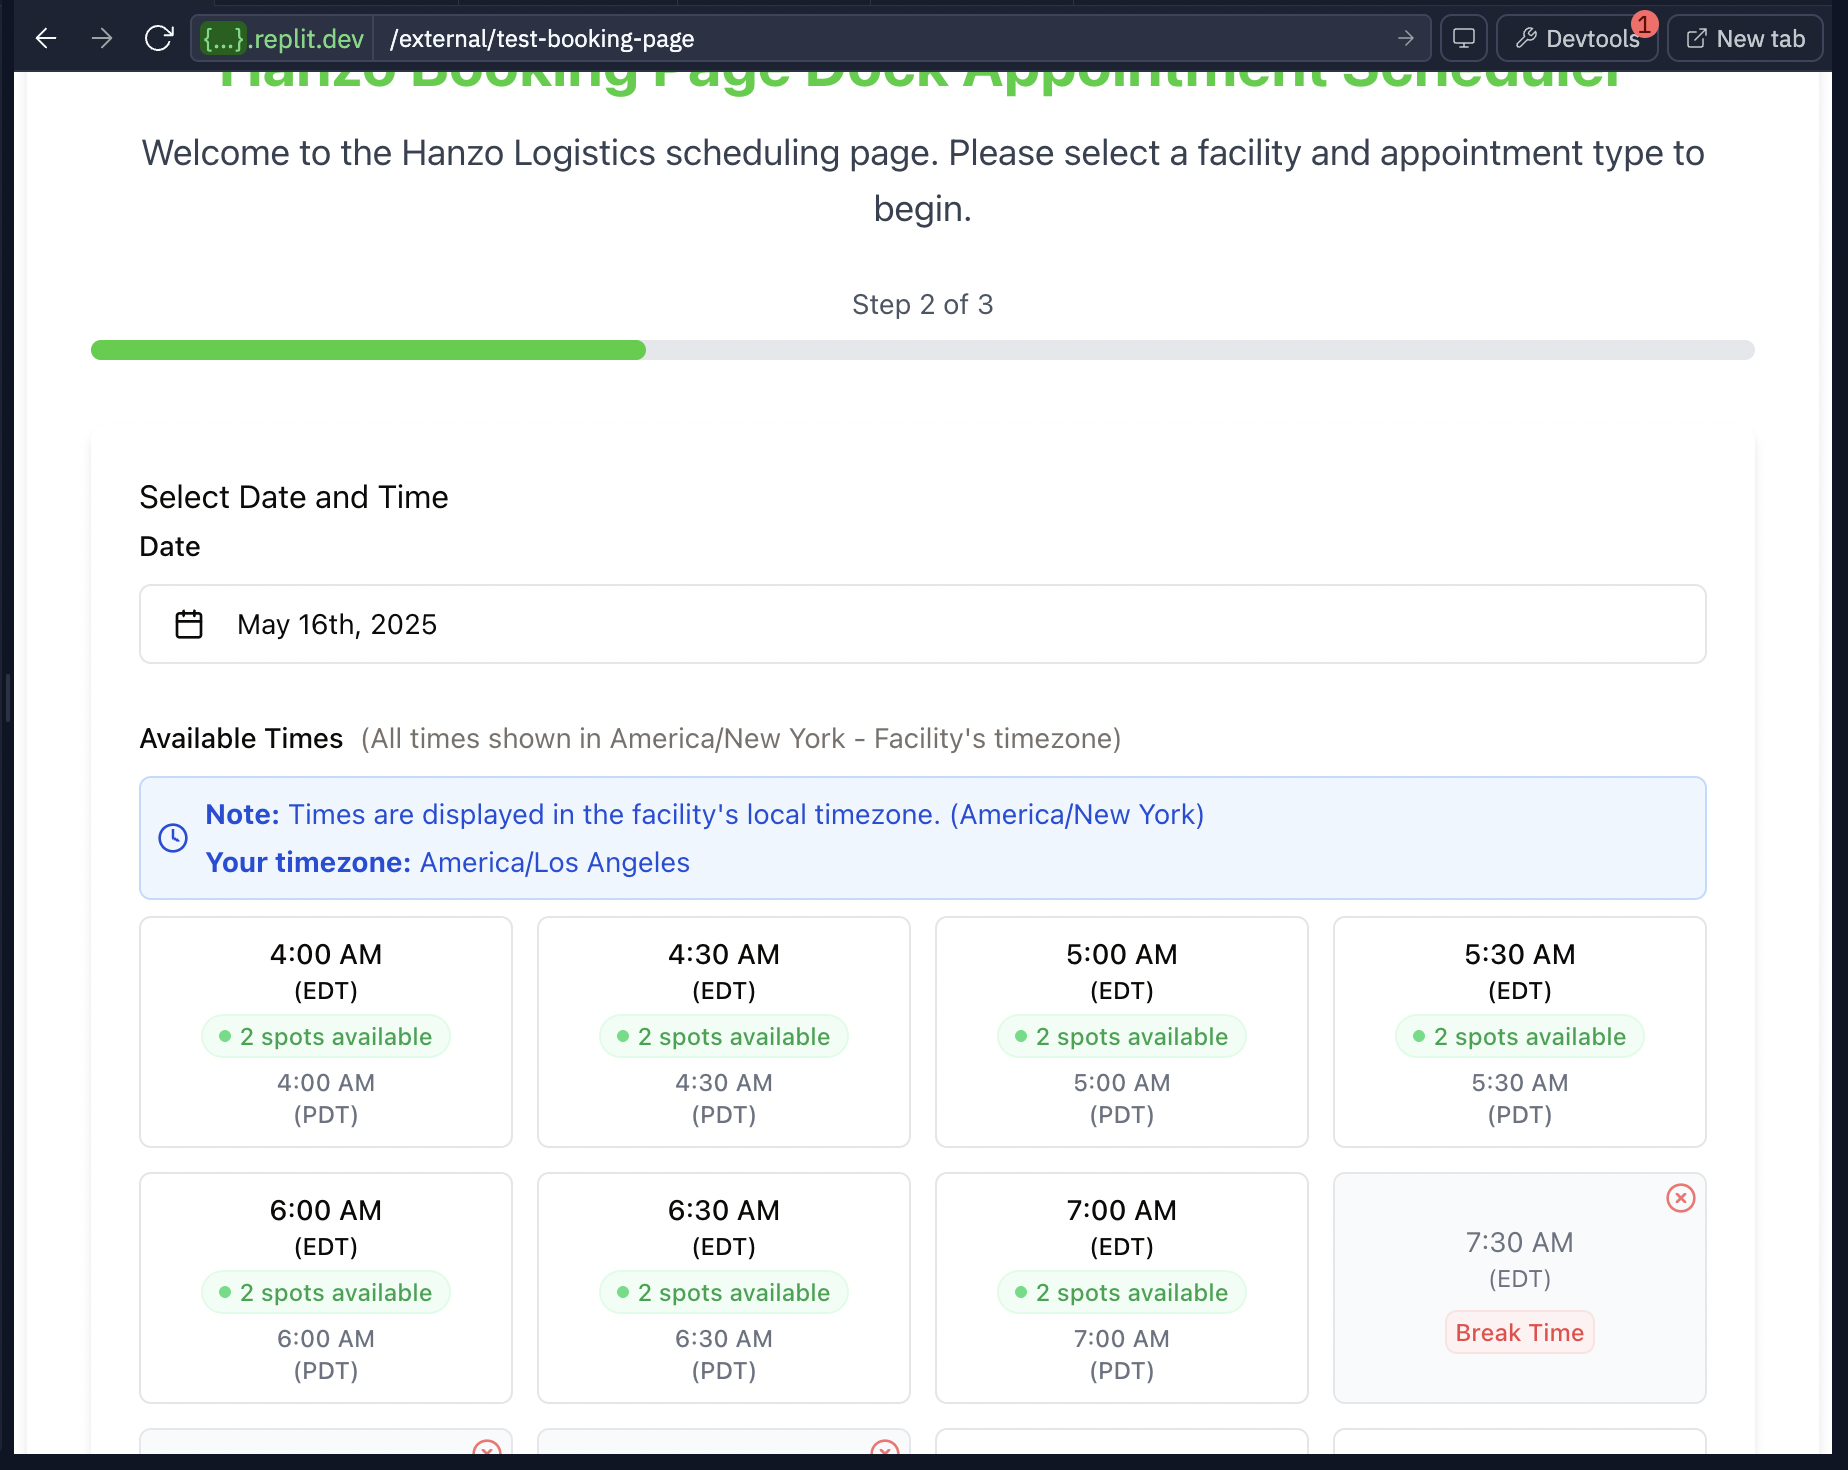 {...}.replit.dev /external/test-booking-page
Devtools 1
New tab
Hanzo Booking Page Dock Appointment Scheduler
Welcome to the Hanzo Logistics scheduling page. Please select a facility and appointment type to
begin.
Step 2 of 3
Select Date and Time
Date
May 16th, 2025
Available Times (All times shown in America/New York - Facility's timezone)
Note: Times are displayed in the facility's local timezone. (America/New York)
Your timezone: America/Los Angeles
4:00 AM
(EDT)
2 spots available
4:00 AM
(PDT)
4:30 AM
(EDT)
2 spots available
4:30 AM
(PDT)
5:00 AM
(EDT)
2 spots available
5:00 AM
(PDT)
5:30 AM
(EDT)
2 spots available
5:30 AM
(PDT)
6:00 AM
(EDT)
2 spots available
6:00 AM
(PDT)
6:30 AM
(EDT)
2 spots available
6:30 AM
(PDT)
7:00 AM
(EDT)
2 spots available
7:00 AM
(PDT)
7:30 AM
(EDT)
Break Time